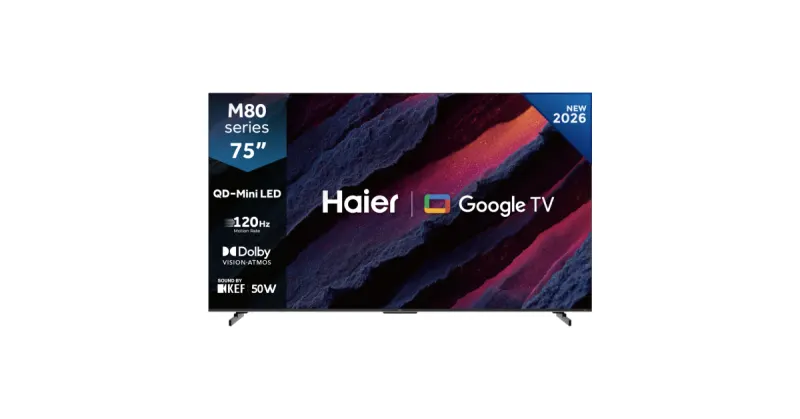 M80
series
75”
QD-Mini LED
120Hz
Motion Rate
Dolby
VISION·ATMOS
SOUND BY
KEF 50W
Haier | Google TV
NEW
2026